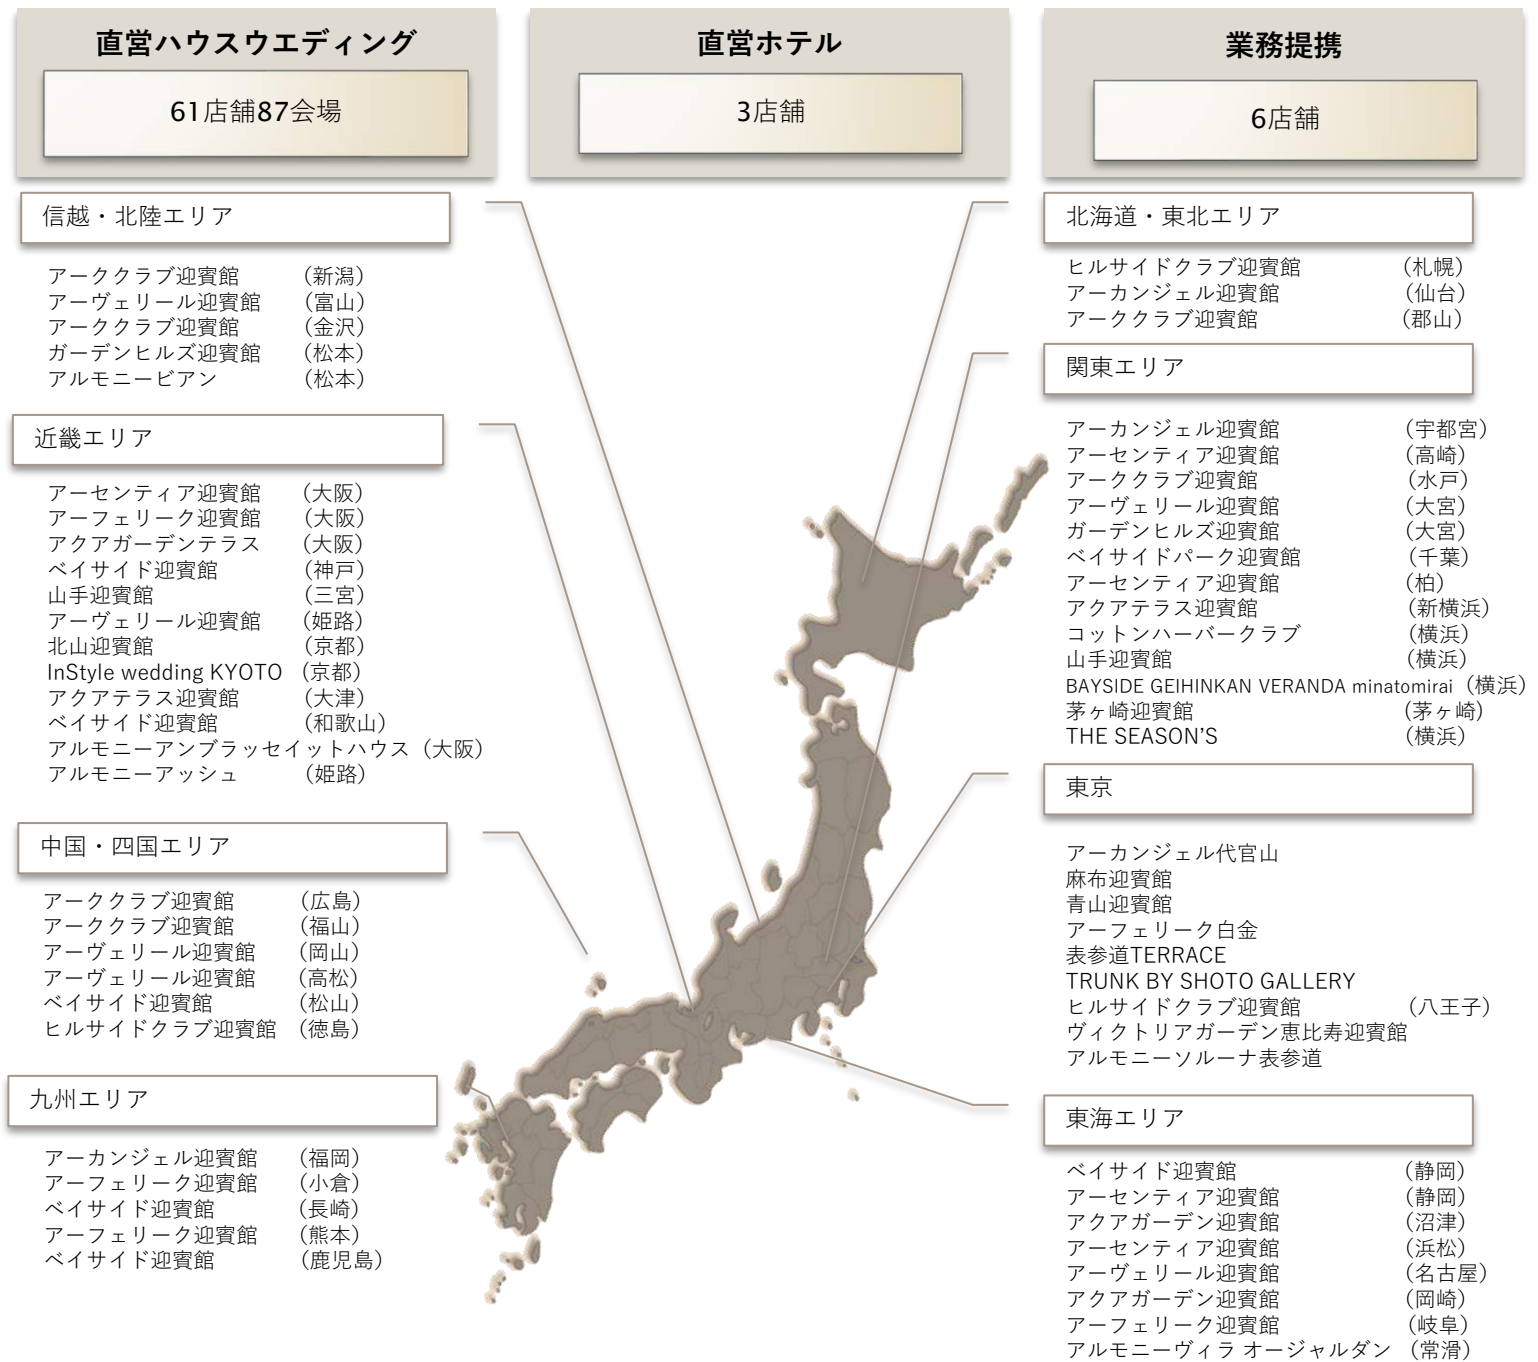 直営ハウスウエディング
61店舗87会場
直営ホテル
3店舗
業務提携
6店舗
信越・北陸エリア
アーククラブ迎賓館 （新潟）
アーヴェリール迎賓館 （富山）
アーククラブ迎賓館 （金沢）
ガーデンヒルズ迎賓館 （松本）
アルモニービアン （松本）
近畿エリア
アーセンティア迎賓館 （大阪）
アーフェリーク迎賓館 （大阪）
アクアガーデンテラス （大阪）
ベイサイド迎賓館 （神戸）
山手迎賓館 （三宮）
アーヴェリール迎賓館 （姫路）
北山迎賓館 （京都）
InStyle wedding KYOTO （京都）
アクアテラス迎賓館 （大津）
ベイサイド迎賓館 （和歌山）
アルモニーアンブラッセイットハウス（大阪）
アルモニーアッシュ （姫路）
中国・四国エリア
アーククラブ迎賓館 （広島）
アーククラブ迎賓館 （福山）
アーヴェリール迎賓館 （岡山）
アーヴェリール迎賓館 （高松）
ベイサイド迎賓館 （松山）
ヒルサイドクラブ迎賓館 （徳島）
九州エリア
アーカンジェル迎賓館 （福岡）
アーフェリーク迎賓館 （小倉）
ベイサイド迎賓館 （長崎）
アーフェリーク迎賓館 （熊本）
ベイサイド迎賓館 （鹿児島）
北海道・東北エリア
ヒルサイドクラブ迎賓館 （札幌）
アーカンジェル迎賓館 （仙台）
アーククラブ迎賓館 （郡山）
関東エリア
アーカンジェル迎賓館 （宇都宮）
アーセンティア迎賓館 （高崎）
アーククラブ迎賓館 （水戸）
アーヴェリール迎賓館 （大宮）
ガーデンヒルズ迎賓館 （大宮）
ベイサイドパーク迎賓館 （千葉）
アーセンティア迎賓館 （柏）
アクアテラス迎賓館 （新横浜）
コットンハーバークラブ （横浜）
山手迎賓館 （横浜）
BAYSIDE GEIHINKAN VERANDA minatomirai（横浜）
茅ヶ崎迎賓館 （茅ヶ崎）
THE SEASON’S （横浜）
東京
アーカンジェル代官山
麻布迎賓館
青山迎賓館
アーフェリーク白金
表参道TERRACE
TRUNK BY SHOTO GALLERY
ヒルサイドクラブ迎賓館 （八王子）
ヴィクトリアガーデン恵比寿迎賓館
アルモニーソルーナ表参道
東海エリア
ベイサイド迎賓館 （静岡）
アーセンティア迎賓館 （静岡）
アクアガーデン迎賓館 （沼津）
アーセンティア迎賓館 （浜松）
アーヴェリール迎賓館 （名古屋）
アクアガーデン迎賓館 （岡崎）
アーフェリーク迎賓館 （岐阜）
アルモニーヴィラ オージャルダン （常滑）